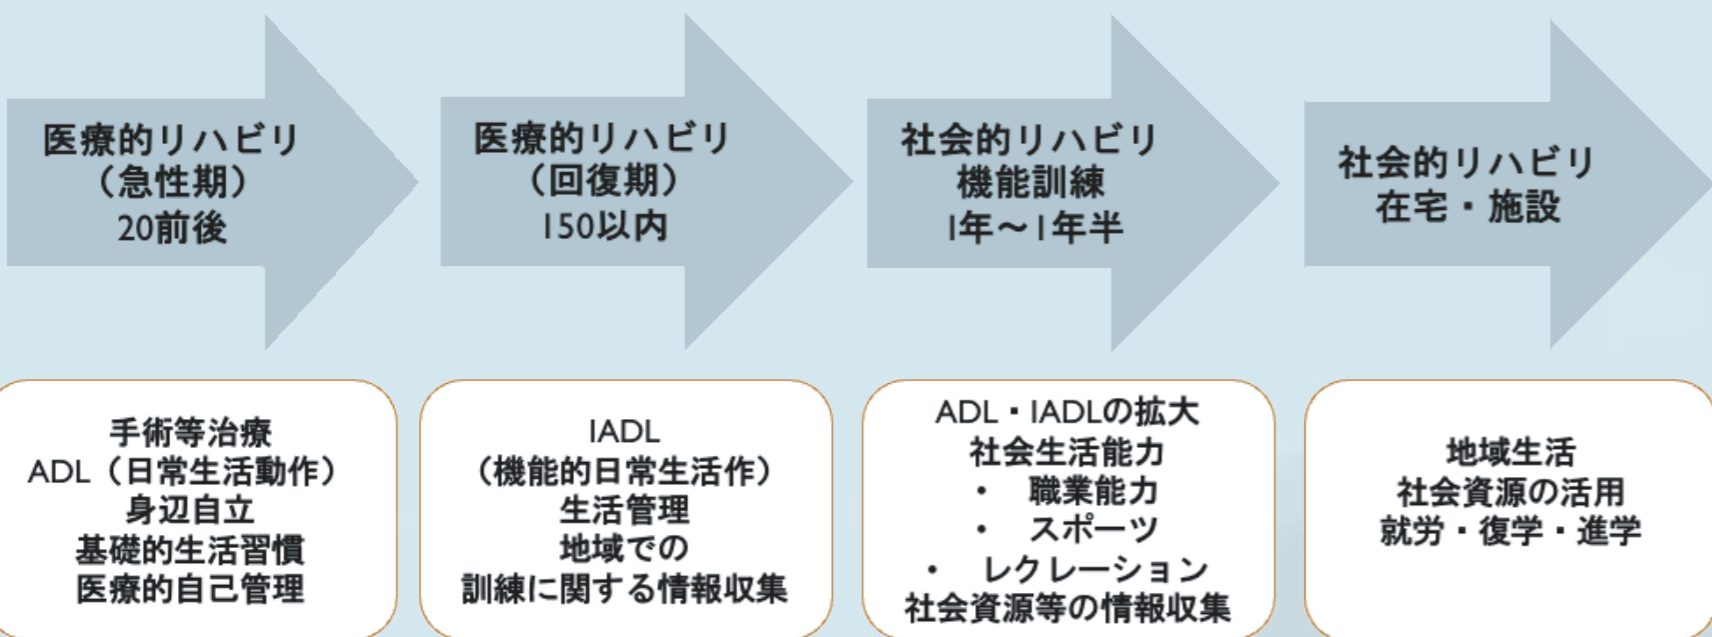 医療的リハビリ
（急性期）
20前後
医療的リハビリ
（回復期）
150以内
社会的リハビリ
機能訓練
1年～1年半
社会的リハビリ
在宅・施設
手術等治療
ADL（日常生活動作）
身辺自立
基礎的生活習慣
医療的自己管理
IADL
（機能的日常生活作）
生活管理
地域での
訓練に関する情報収集
ADL・IADLの拡大
社会生活能力
• 職業能力
• スポーツ
• レクレーション
社会資源等の情報収集
地域生活
社会資源の活用
就労・復学・進学